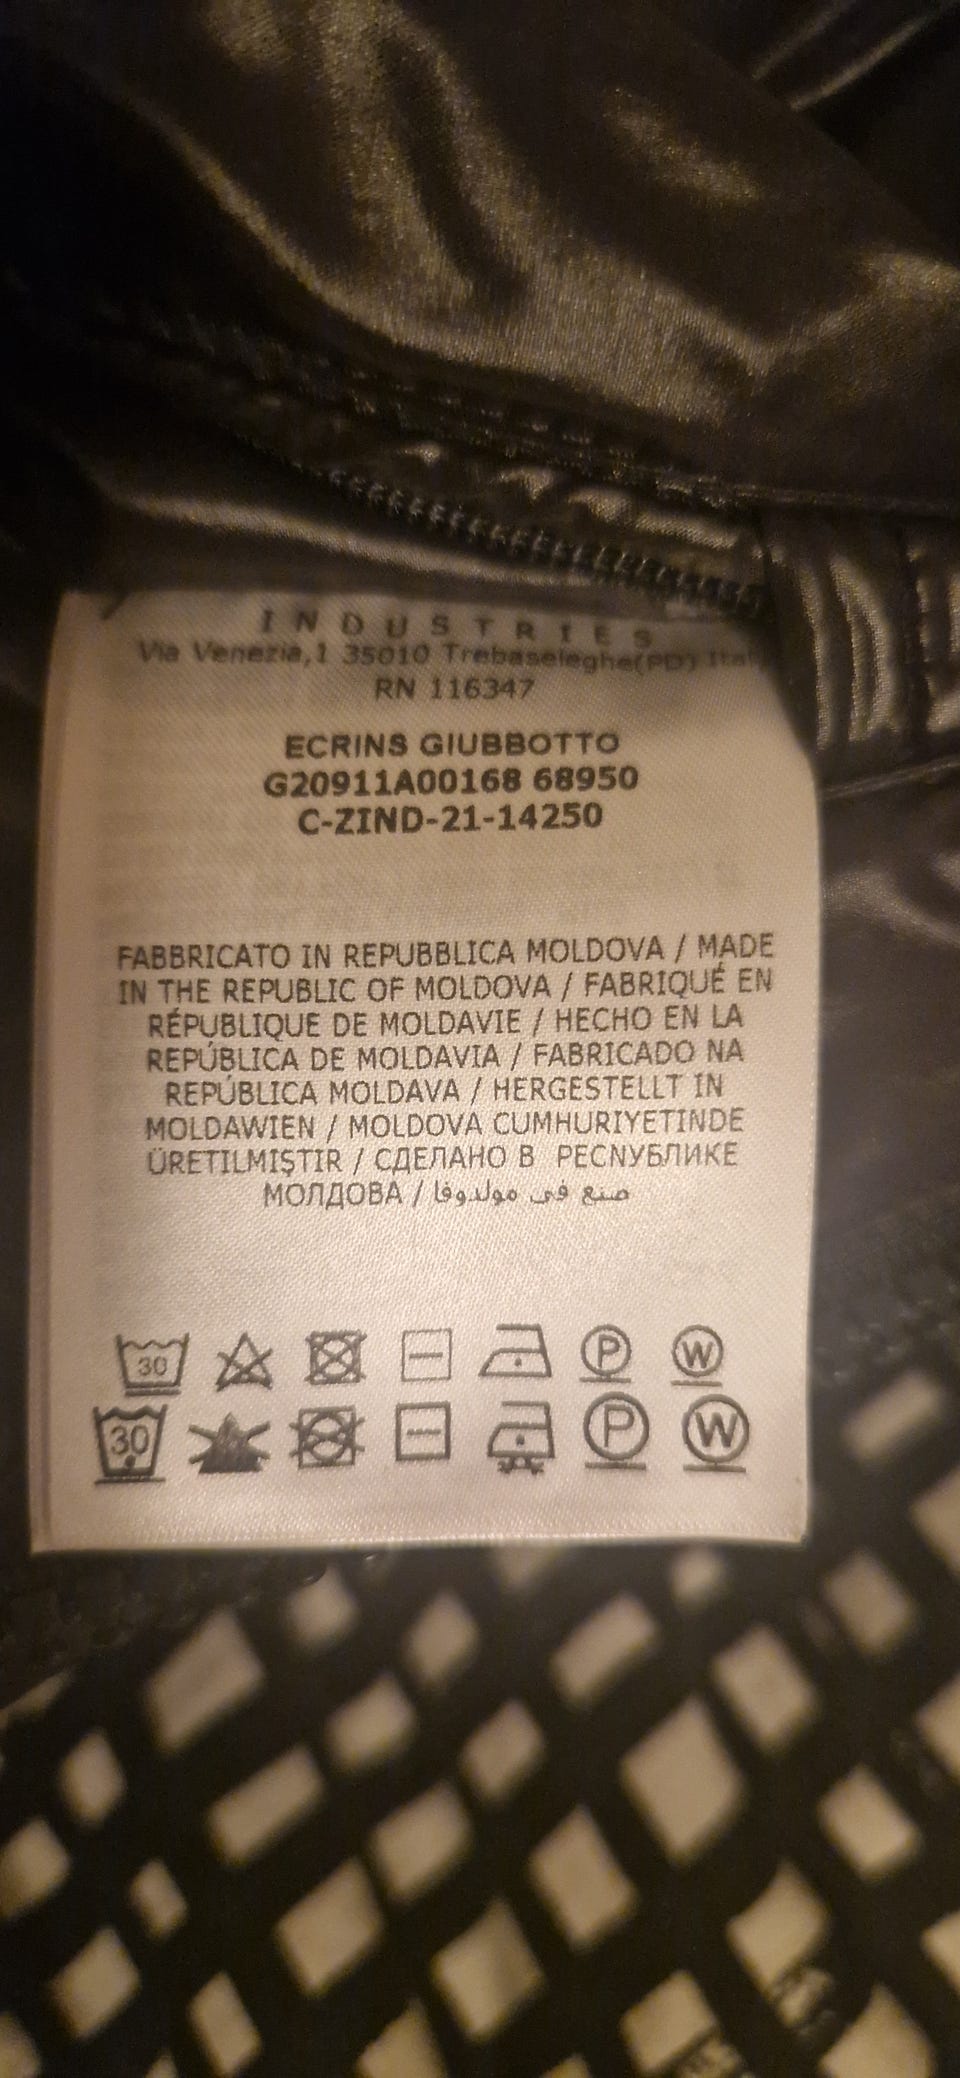 INDUSTRIES
Via Venezia,1 35010 Trebaseleghe(PD)
RN 116347
ECRINS GIUBBOTTO
G20911A00168 68950
C-ZIND-21-14250
FABBRICATO IN REPUBBLICA MOLDOVA / MADE
IN THE REPUBLIC OF MOLDOVA / FABRIQUÉ EN
RÉPUBLIQUE DE MOLDAVIE / HECHO EN LA
REPÚBLICA DE MOLDAVIA / FABRICADO NA
REPÚBLICA MOLDAVA / HERGESTELLT IN
MOLDAWIEN / MOLDOVA CUMHURIYETINDE
ÜRETILMIŞTIR / СДЕЛАНО В PECNУБЛИКЕ
МОЛДОВА / صنع في مولدوفا
30 P W
30 P W